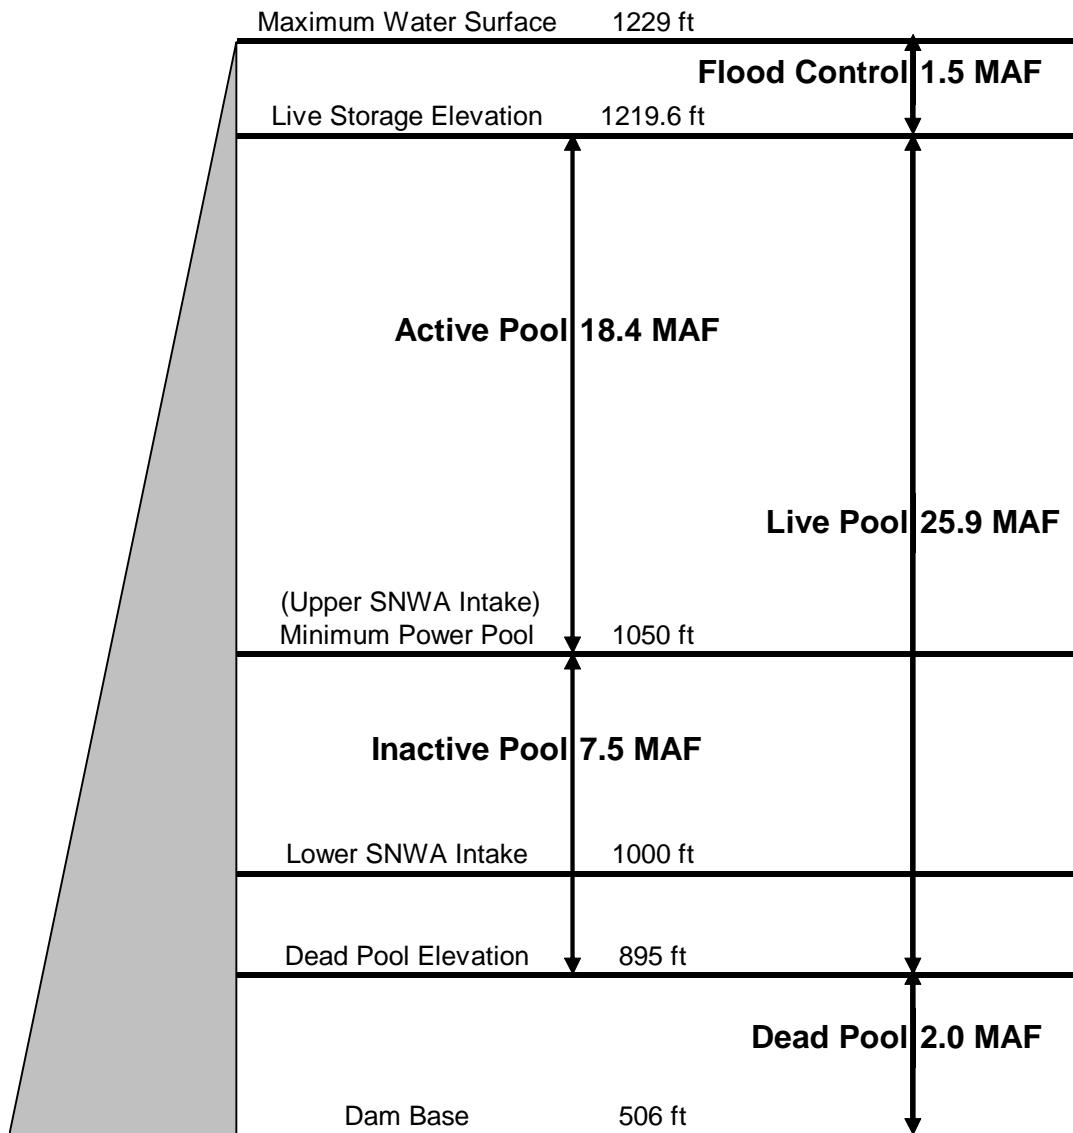 Maximum Water Surface 1229 ft
Flood Control 1.5 MAF
Live Storage Elevation 1219.6 ft
Active Pool 18.4 MAF
Live Pool 25.9 MAF
(Upper SNWA Intake)
Minimum Power Pool 1050 ft
Inactive Pool 7.5 MAF
Lower SNWA Intake 1000 ft
Dead Pool Elevation 895 ft
Dead Pool 2.0 MAF
Dam Base 506 ft